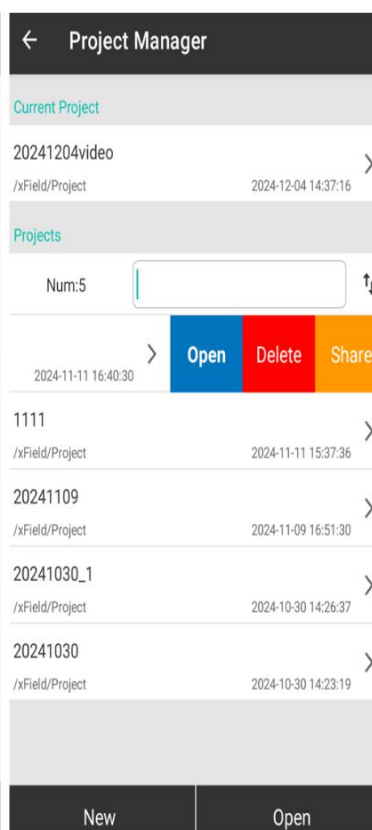 Project Manager
Current Project
20241204video
/xField/Project 2024-12-04 14:37:16
Projects
Num:5
2024-11-11 16:40:30 Open Delete Share
1111
/xField/Project 2024-11-11 15:37:36
20241109
/xField/Project 2024-11-09 16:51:30
20241030_1
/xField/Project 2024-10-30 14:26:37
20241030
/xField/Project 2024-10-30 14:23:19
New Open